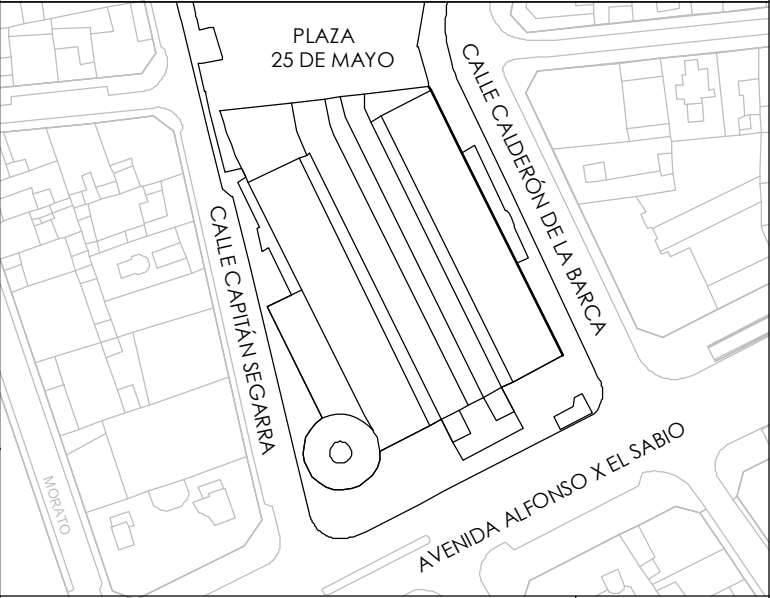 PLAZA
25 DE MAYO
CALLE CALDERÓN DE LA BARCA
CALLE CAPITÁN SEGARRA
MORATO
AVENIDA ALFONSO X EL SABIO